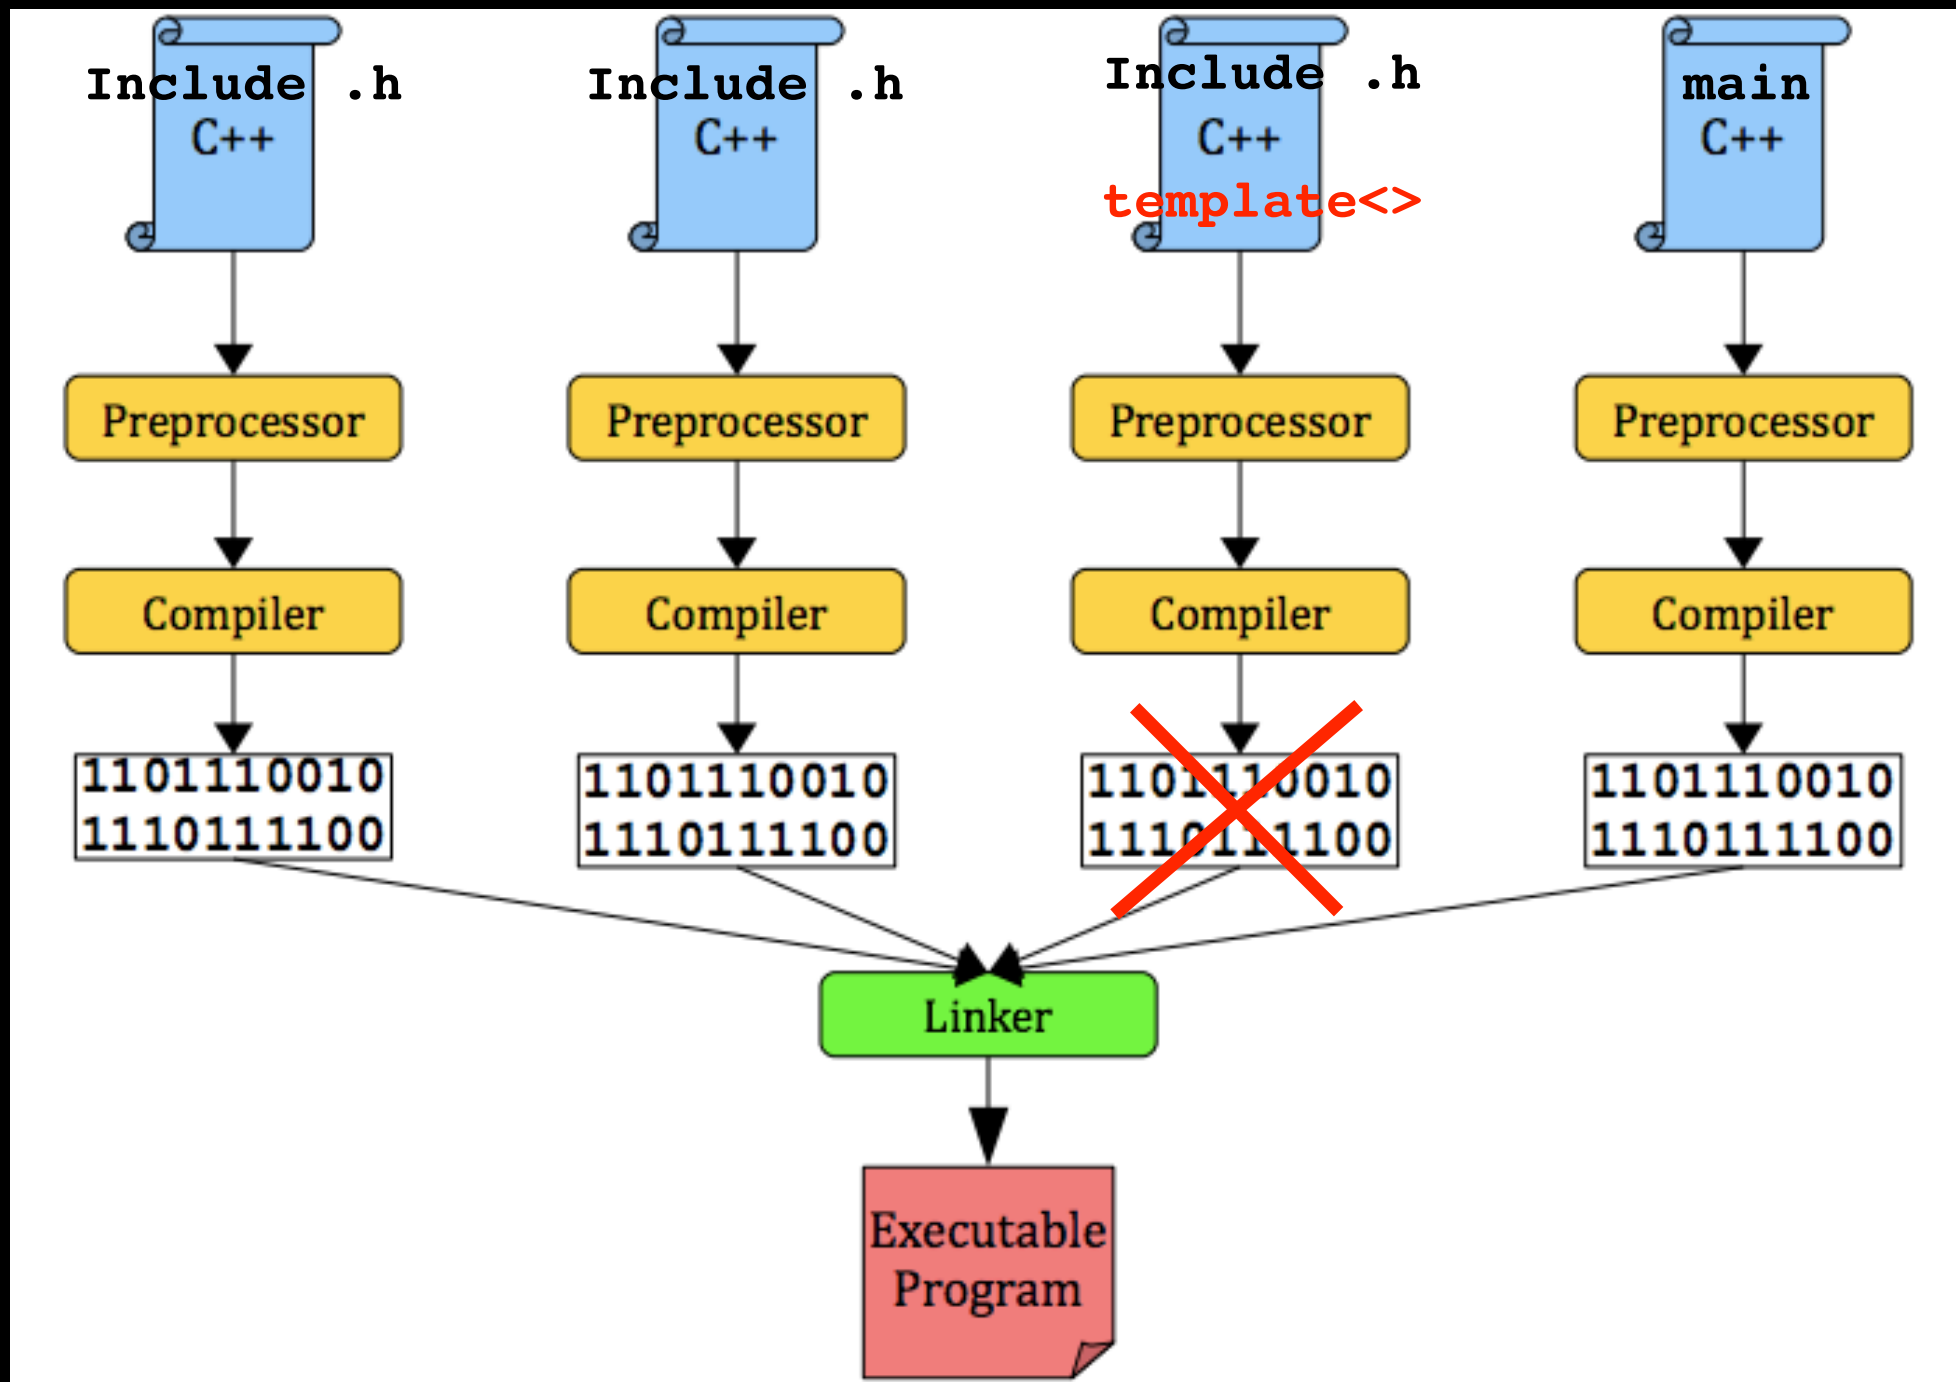 Include .h
C++
Include .h
C++
Include .h
C++
template<>
main
C++
Preprocessor
Preprocessor
Preprocessor
Preprocessor
Compiler
Compiler
Compiler
Compiler
1101110010
1110111100
1101110010
1110111100
1101110010
1110111100
1101110010
1110111100
Linker
Executable
Program